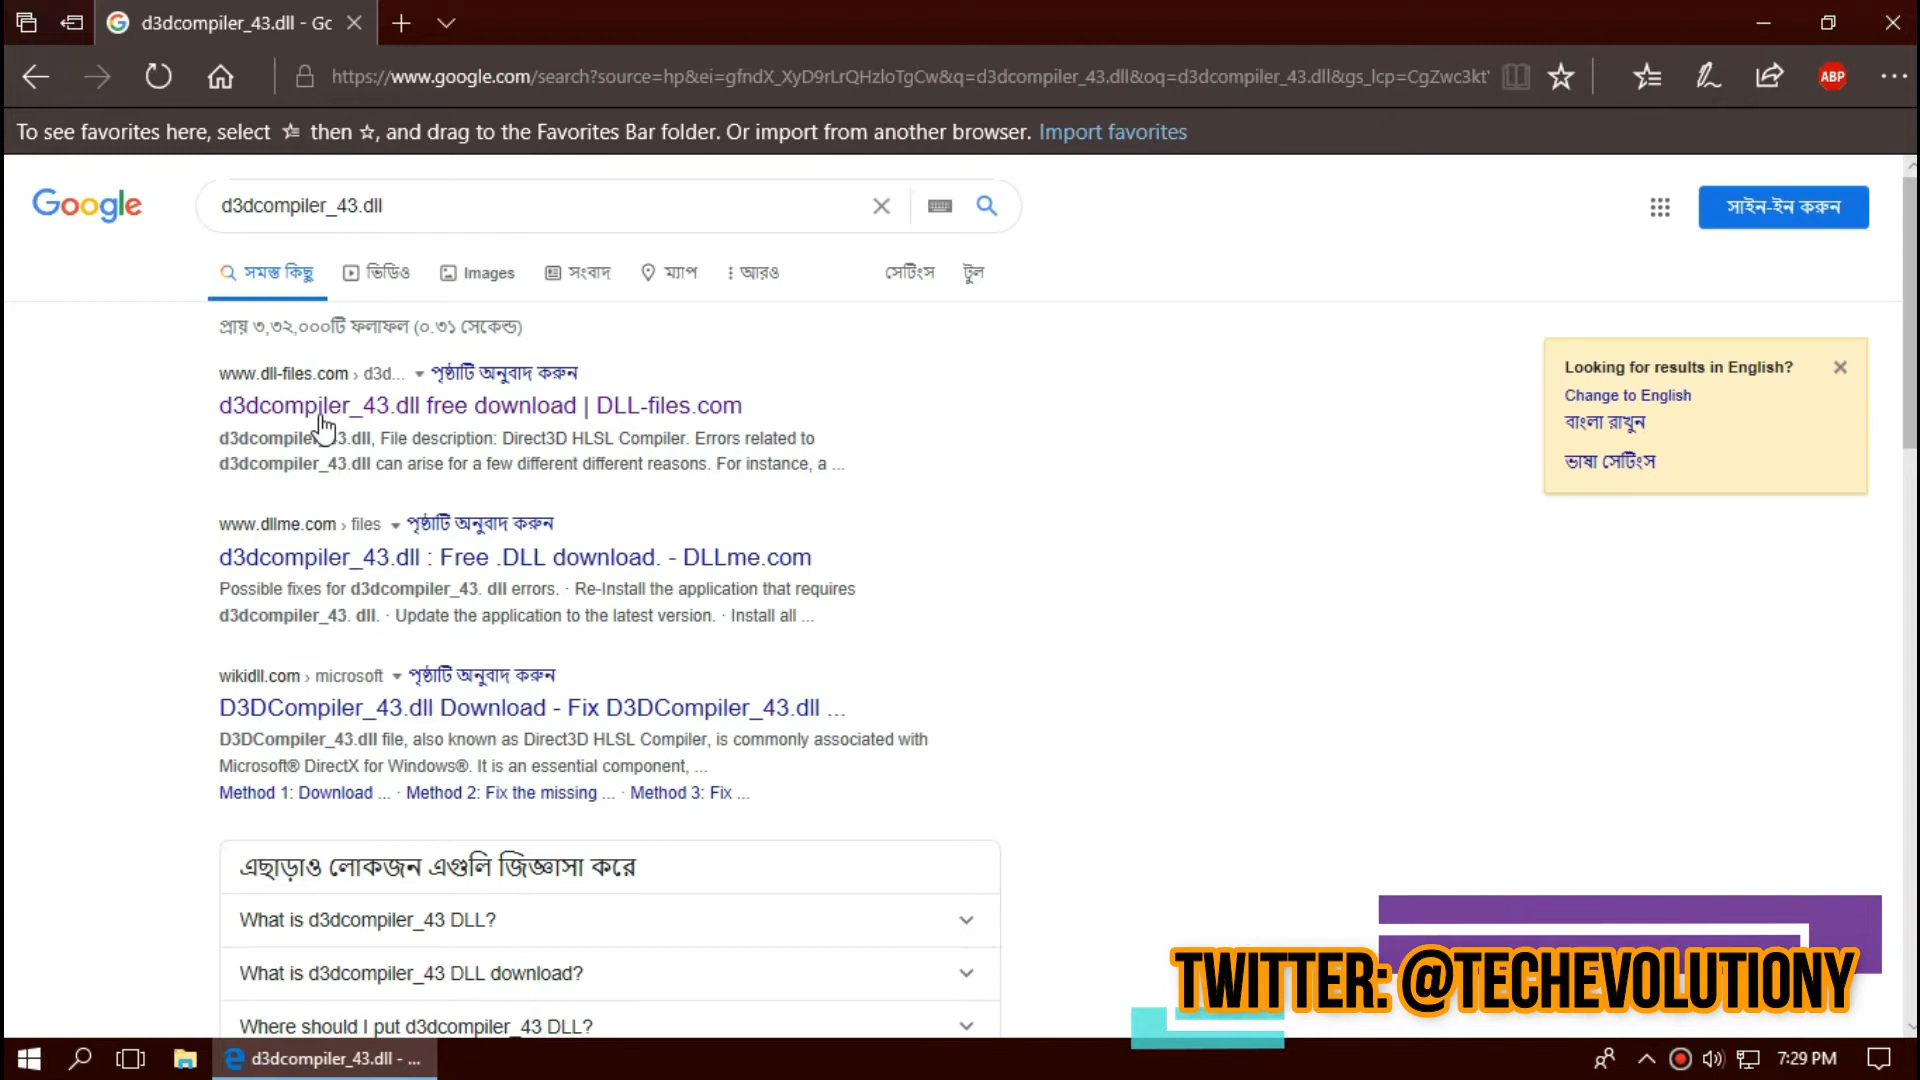 d3dcompiler_43.dll - Gc
https://www.google.com/search?source=hp&ei=gfndX_XyD9rLrQHzloTgCw&q=d3dcompiler_43.dll&oq=d3dcompiler_43.dll&gs_lcp=CgZwc3kt
ABP
To see favorites here, select then, and drag to the Favorites Bar folder. Or import from another browser. Import favorites
Google
d3dcompiler_43.dll
সাইন-ইন করুন
সমস্ত কিছু ভিডিও Images সংবাদ ম্যাপ আরও সেটিংস টুল
প্রায় ৩,৩২,০০০টি ফলাফল (০.৩১ সেকেন্ড)
www.dll-files.com › d3d... পৃষ্ঠাটি অনুবাদ করুন
d3dcompiler_43.dll free download | DLL-files.com
d3dcompiler_43.dll, File description: Direct3D HLSL Compiler. Errors related to
d3dcompiler_43.dll can arise for a few different different reasons. For instance, a ...
Looking for results in English?
Change to English
বাংলা রাখুন
ভাষা সেটিংস
www.dllme.com › files পৃষ্ঠাটি অনুবাদ করুন
d3dcompiler_43.dll : Free .DLL download. - DLLme.com
Possible fixes for d3dcompiler_43. dll errors. · Re-Install the application that requires
d3dcompiler_43. dll. · Update the application to the latest version. · Install all ...
wikidll.com › microsoft পৃষ্ঠাটি অনুবাদ করুন
D3DCompiler_43.dll Download - Fix D3DCompiler_43.dll ...
D3DCompiler_43.dll file, also known as Direct3D HLSL Compiler, is commonly associated with
Microsoft® DirectX for Windows®. It is an essential component, ...
Method 1: Download ... · Method 2: Fix the missing ... · Method 3: Fix ...
এছাড়াও লোকজন এগুলি জিজ্ঞাসা করে
What is d3dcompiler_43 DLL?
What is d3dcompiler_43 DLL download?
Where should I put d3dcompiler_43 DLL?
TWITTER: @TECHEVOLUTIONY
d3dcompiler_43.dll - ...
7:29 PM